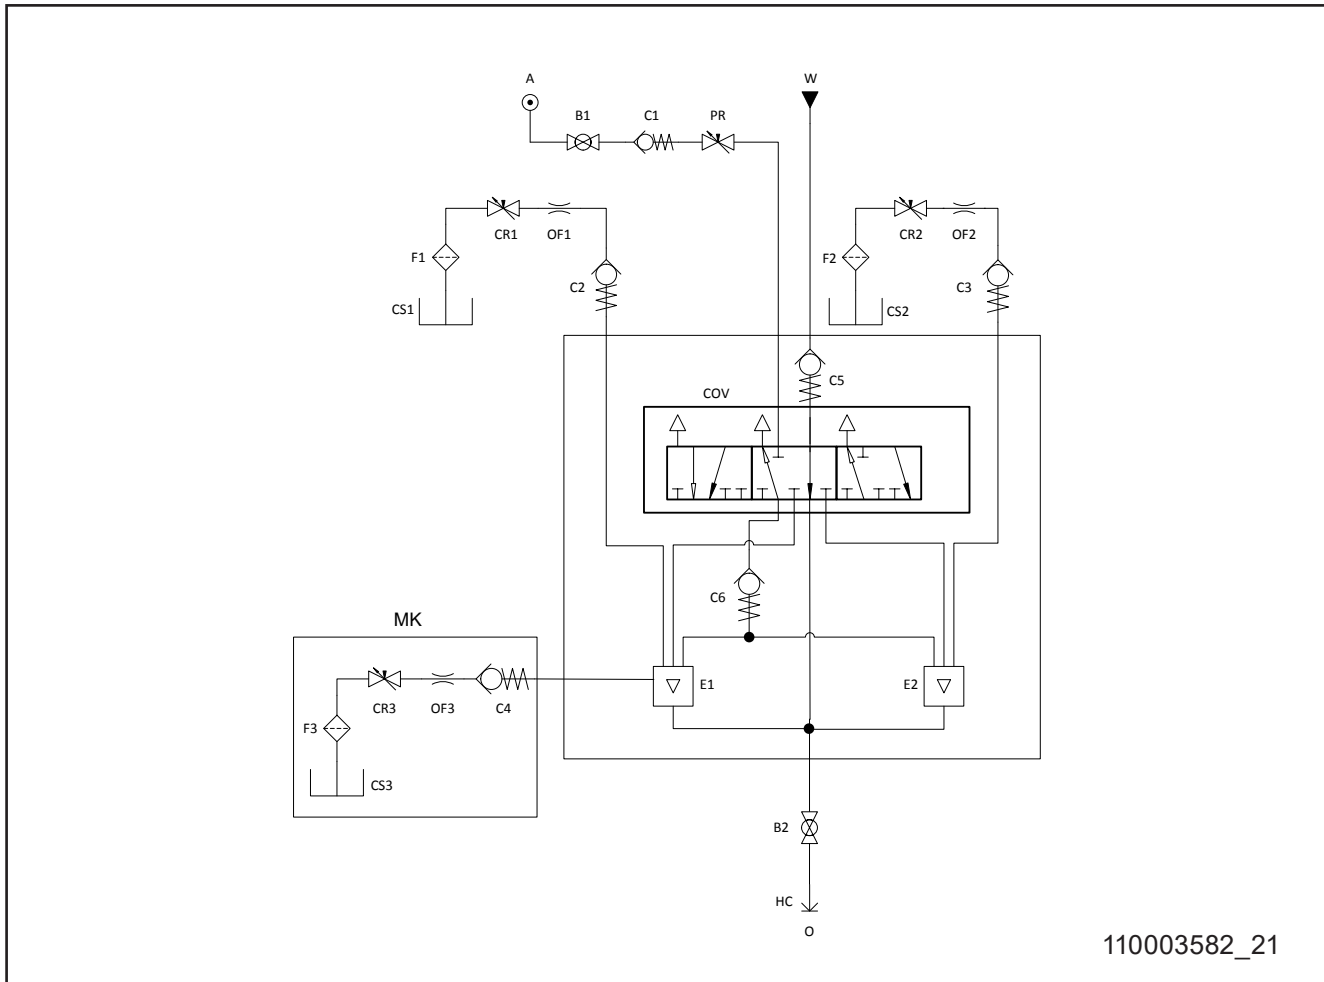 A
W
B1
C1
PR
CR1
OF1
CR2
OF2
F1
F2
C2
C3
CS1
CS2
C5
COV
C6
MK
E1
E2
CR3
OF3
C4
F3
CS3
B2
HC
O
110003582_21